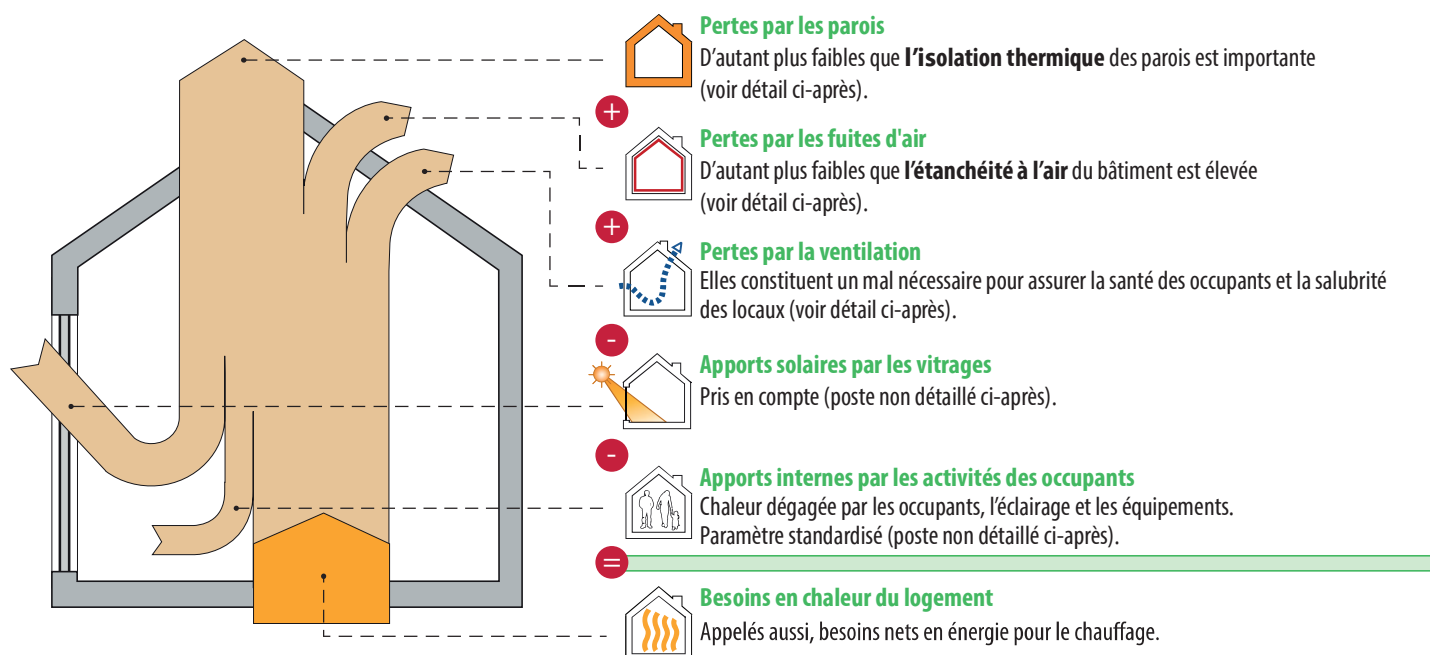 Pertes par les parois
D'autant plus faibles que l'isolation thermique des parois est importante
(voir détail ci-après).
+
Pertes par les fuites d'air
D'autant plus faibles que l'étanchéité à l'air du bâtiment est élevée
(voir détail ci-après).
+
Pertes par la ventilation
Elles constituent un mal nécessaire pour assurer la santé des occupants et la salubrité
des locaux (voir détail ci-après).
-
Apports solaires par les vitrages
Pris en compte (poste non détaillé ci-après).
-
Apports internes par les activités des occupants
Chaleur dégagée par les occupants, l'éclairage et les équipements.
Paramètre standardisé (poste non détaillé ci-après).
=
Besoins en chaleur du logement
Appelés aussi, besoins nets en énergie pour le chauffage.